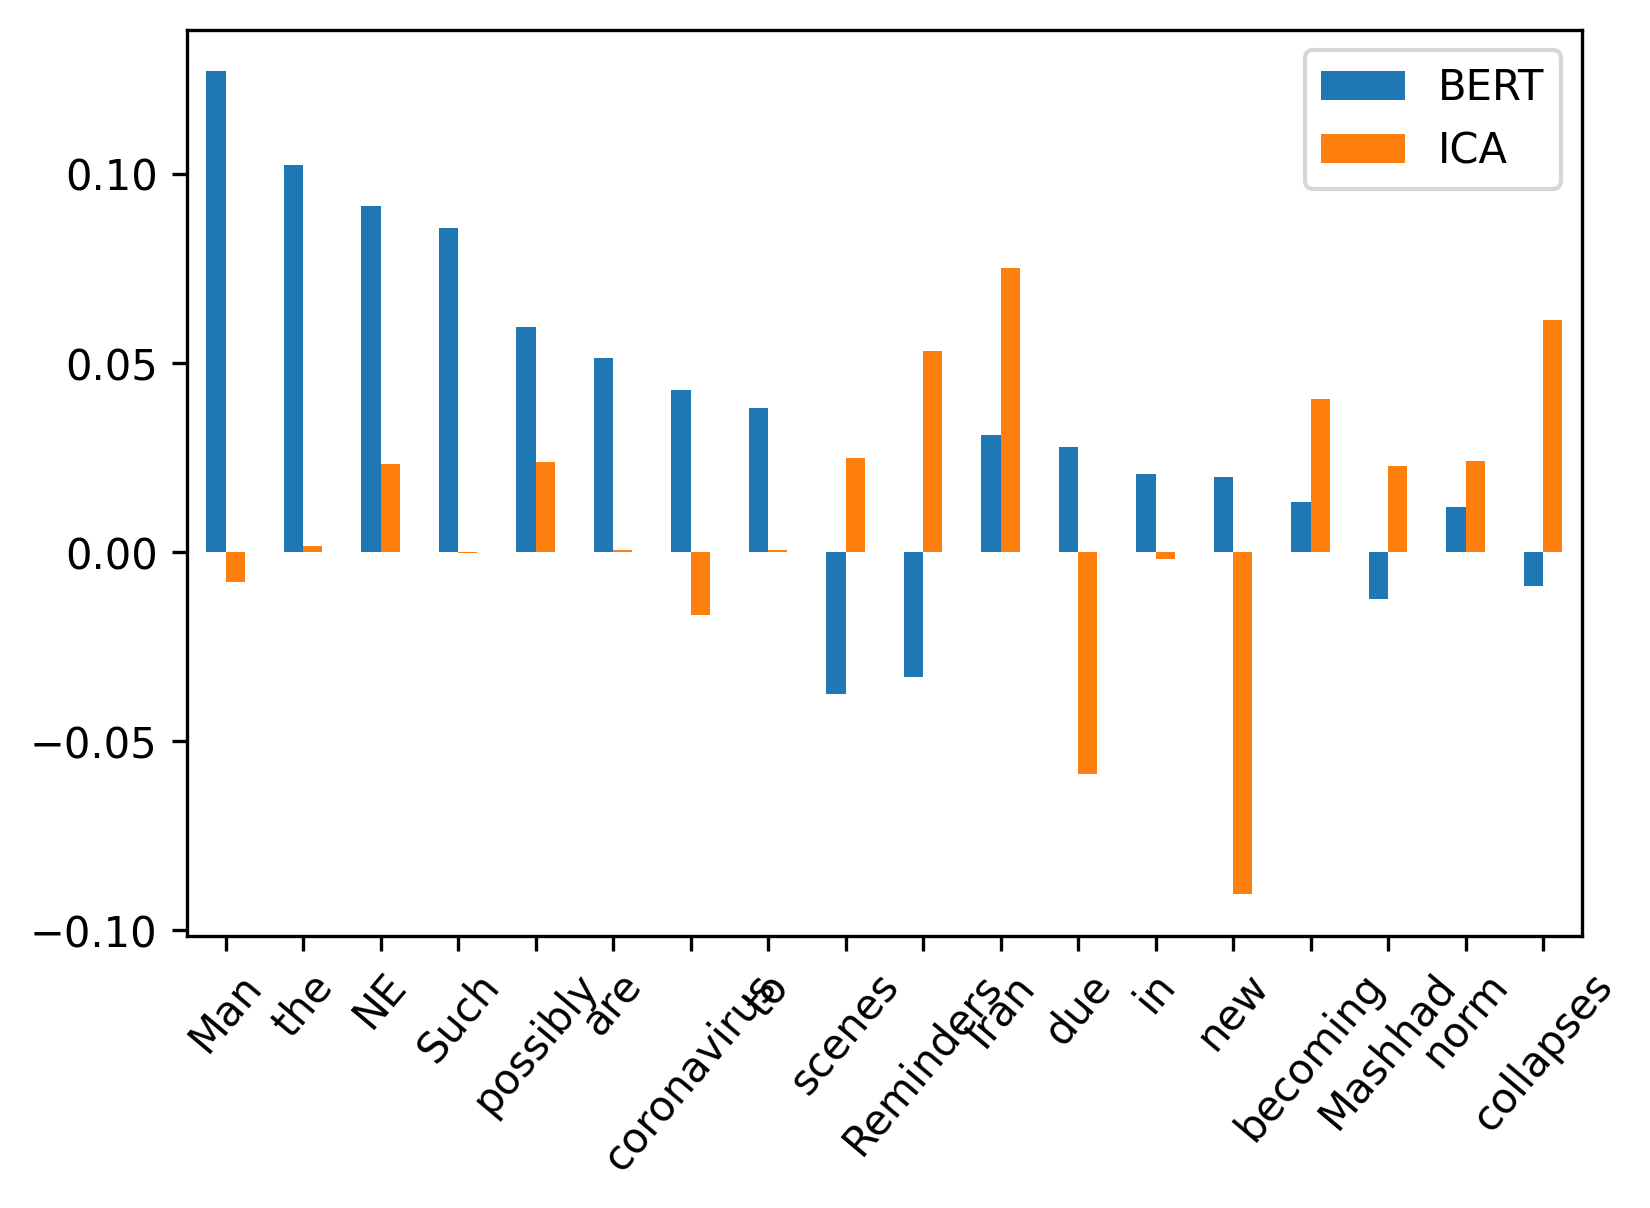 BERT
ICA
0.10
0.05
0.00
−0.05
−0.10
Man
the
NE
Such
possibly
are
coronavirus
to
scenes
Reminders
Iran
due
in
new
becoming
Mashhad
norm
collapses